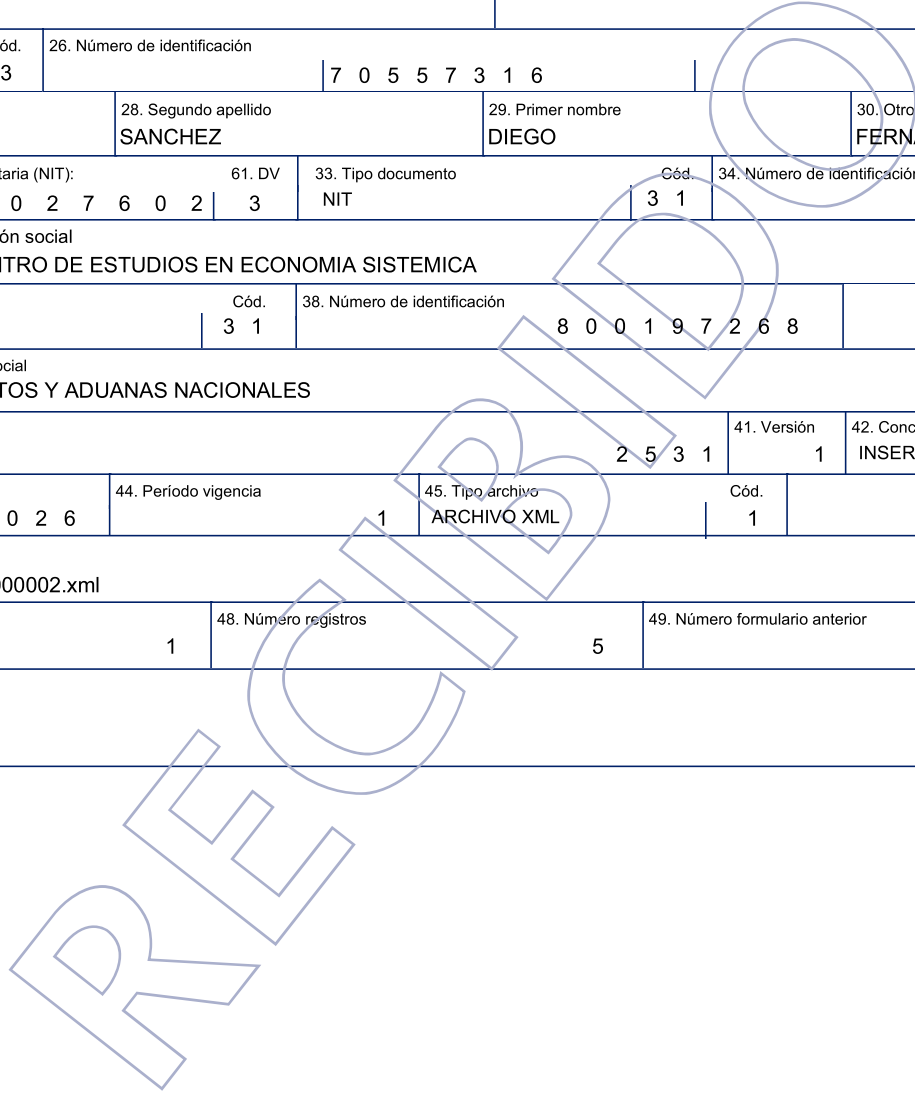 ód. 26. Número de identificación
3 7 0 5 5 7 3 1 6
28. Segundo apellido 29. Primer nombre 30. Otro
SANCHEZ DIEGO FERNA
taria (NIT): 61. DV 33. Tipo documento Cód. 34. Número de identificación
0 2 7 6 0 2 3 NIT 3 1
ón social
TRO DE ESTUDIOS EN ECONOMIA SISTEMICA
Cód. 38. Número de identificación
3 1 8 0 0 1 9 7 2 6 8
ocial
TOS Y ADUANAS NACIONALES
41. Versión 42. Conc
2 5 3 1 1 INSER
44. Período vigencia 45. Tipo archivo Cód.
0 2 6 1 ARCHIVO XML 1
000002.xml
48. Número registros 49. Número formulario anterior
1 5
RECIBIDO